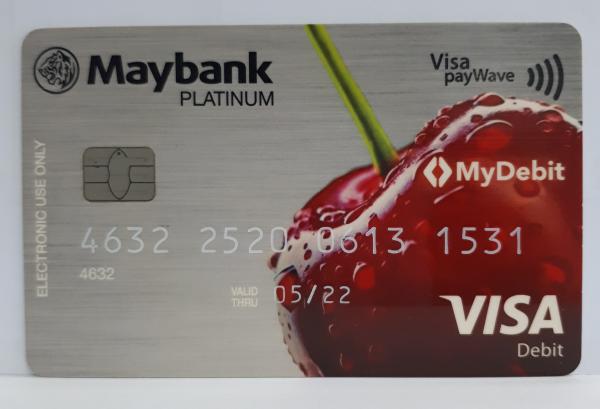 Maybank
PLATINUM
Visa
payWave
ELECTRONIC USE ONLY
MyDebit
4632 2520 0613 1531
4632
VALID
THRU
05/22
VISA
Debit